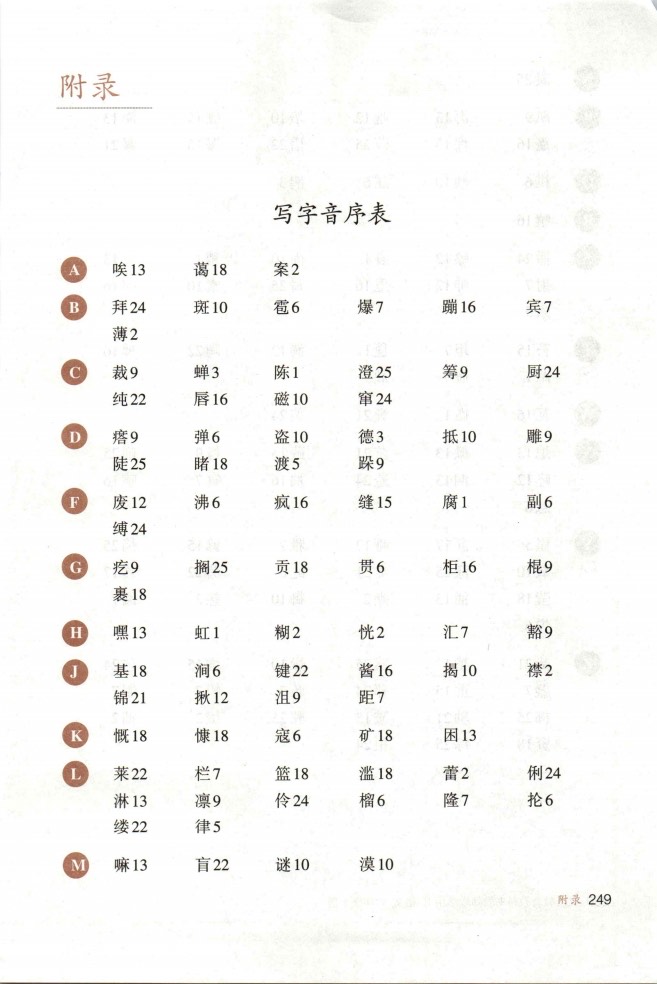 附录
写字音序表
A 唉13 蔼18 案2
B 拜24 斑10 雹6 爆7 蹦16 宾7
薄2
C 裁9 蝉3 陈1 澄25 筹9 厨24
纯22 唇16 磁10 窜24
D 瘩9 弹6 盗10 德3 抵10 雕9
陡25 睹18 渡5 跺9
F 废12 沸6 疯16 缝15 腐1 副6
缚24
G 疙9 搁25 贡18 贯6 柜16 棍9
裹18
H 嘿13 虹1 糊2 恍2 汇7 豁9
J 基18 涧6 键22 酱16 揭10 襟2
锦21 揪12 沮9 距7
K 慨18 慷18 寇6 矿18 困13
L 莱22 栏7 篮18 滥18 蕾2 俐24
淋13 凛9 伶24 榴6 隆7 抡6
缕22 律5
M 嘛13 盲22 谜10 漠10
附录 249